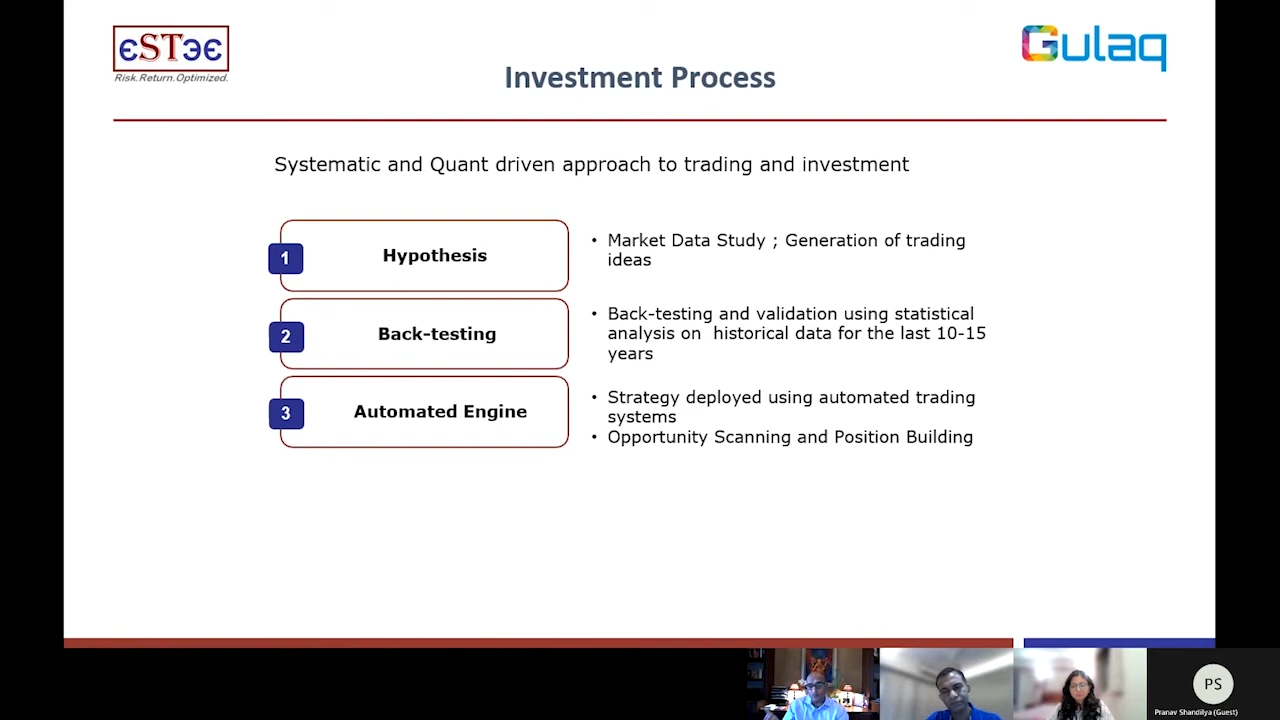 εSTЭЄ
Risk.Return.Optimized.
Gulaq
Investment Process
Systematic and Quant driven approach to trading and investment
1
Hypothesis
• Market Data Study ; Generation of trading
ideas
2
Back-testing
• Back-testing and validation using statistical
analysis on historical data for the last 10-15
years
3
Automated Engine
• Strategy deployed using automated trading
systems
• Opportunity Scanning and Position Building
PS
Pranav Shandilya (Guest)